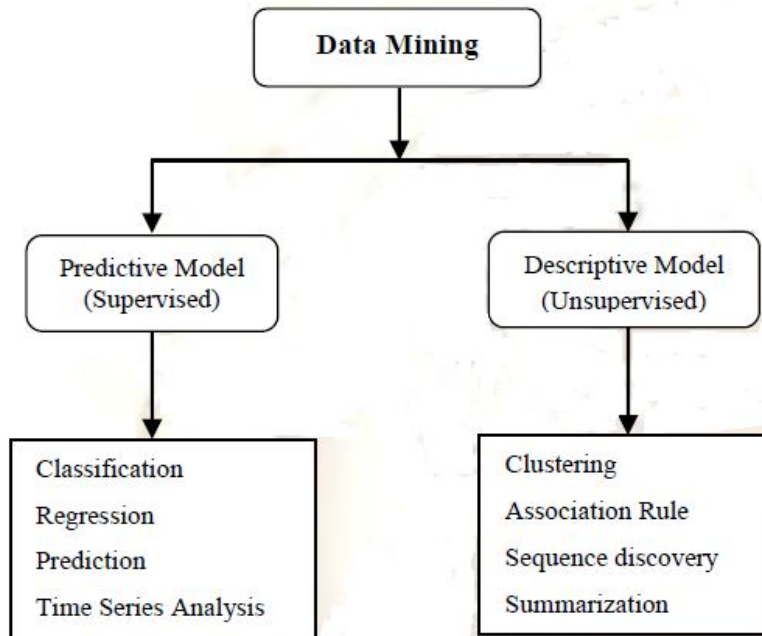 Data Mining
Predictive Model
(Supervised)
Descriptive Model
(Unsupervised)
Classification
Regression
Prediction
Time Series Analysis
Clustering
Association Rule
Sequence discovery
Summarization